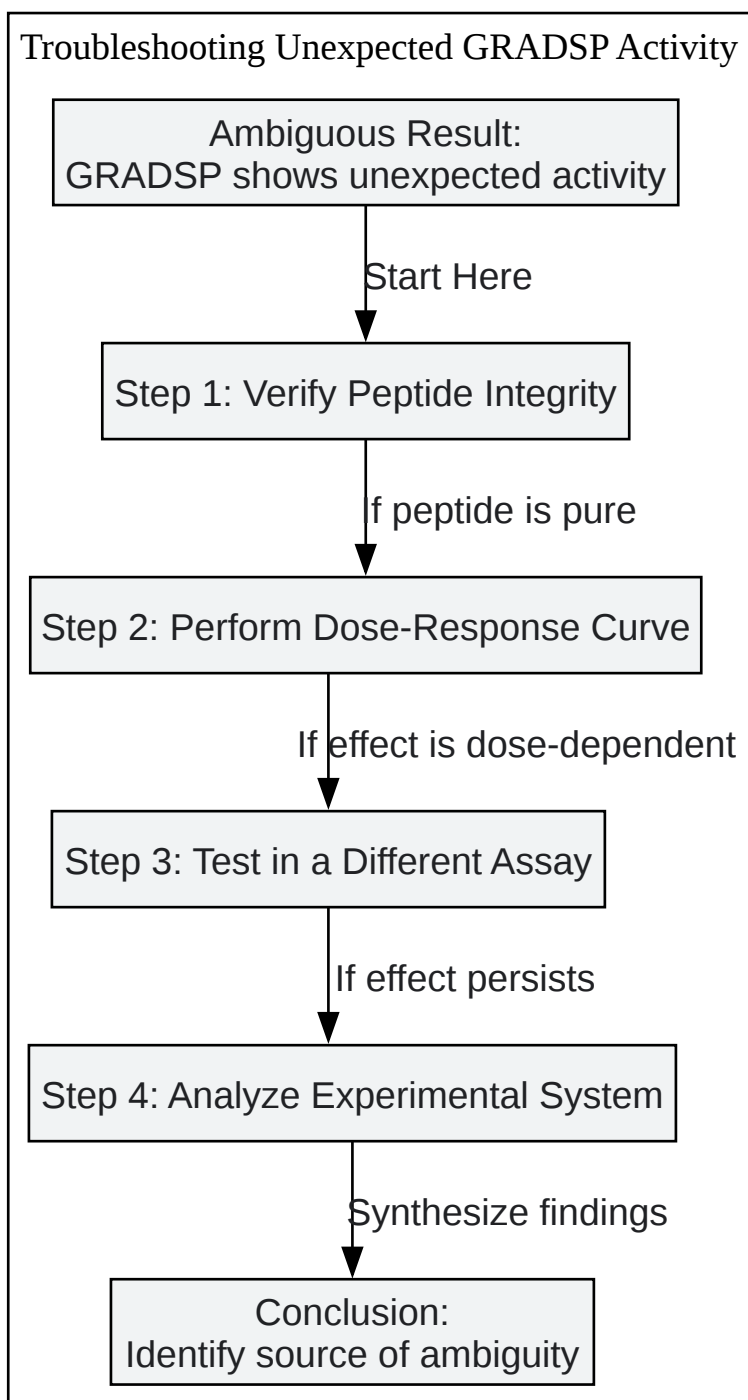 Troubleshooting Unexpected GRADSP Activity
Ambiguous Result:
GRADSP shows unexpected activity
Start Here
Step 1: Verify Peptide Integrity
If peptide is pure
Step 2: Perform Dose-Response Curve
If effect is dose-dependent
Step 3: Test in a Different Assay
If effect persists
Step 4: Analyze Experimental System
Synthesize findings
Conclusion:
Identify source of ambiguity